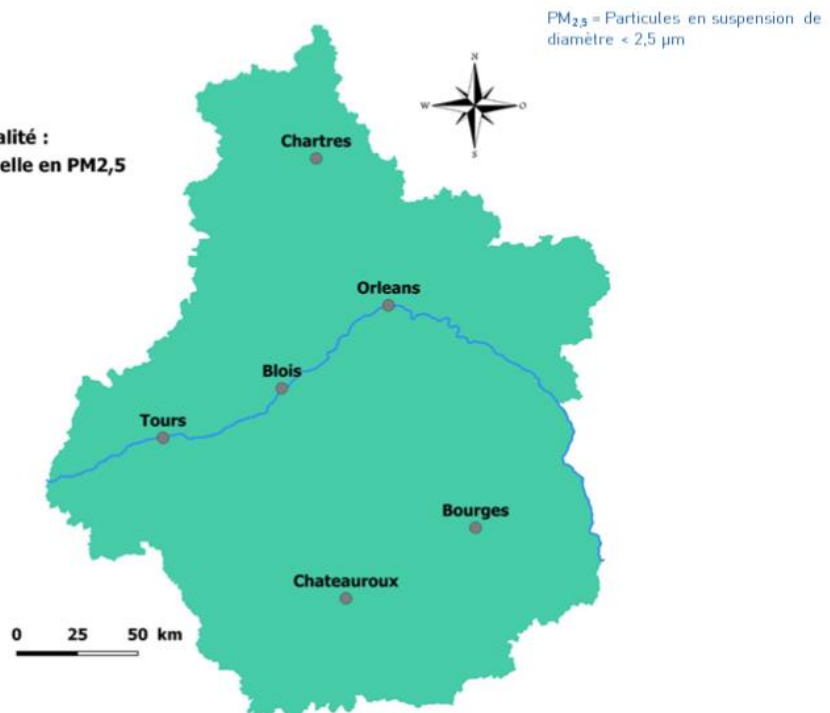 PM2,5 = Particules en suspension de
diamètre < 2,5 µm
N
W
O
S
alité :
elle en PM2,5
Chartres
Orleans
Blois
Tours
Bourges
Chateauroux
0 25 50 km